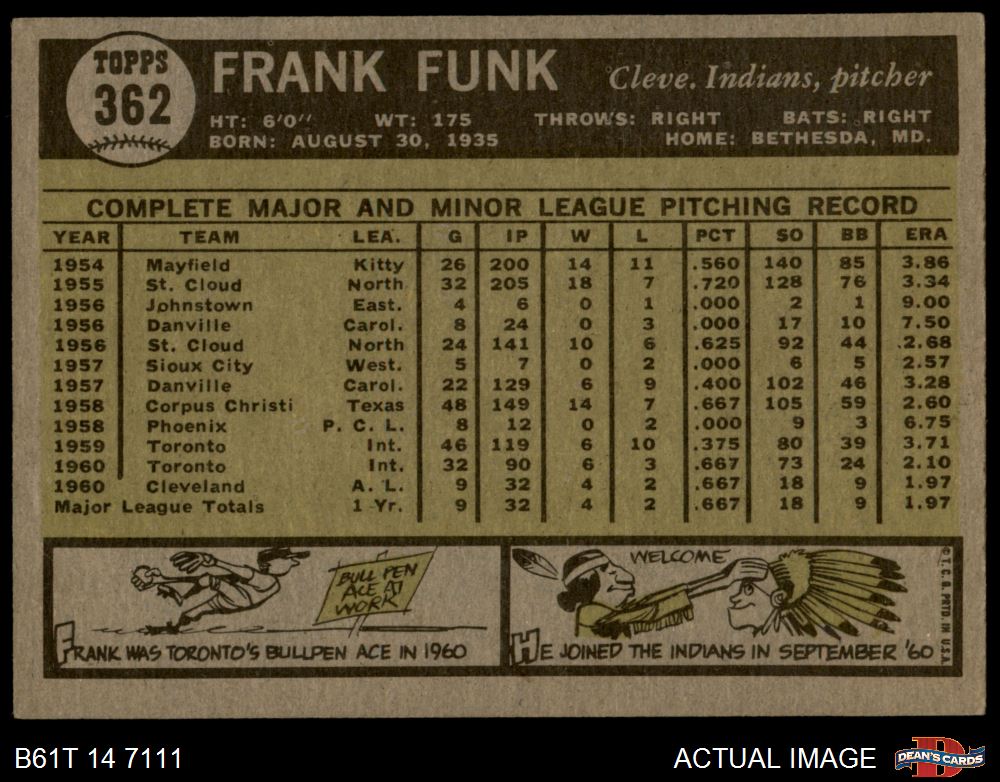 TOPPS
362
FRANK FUNK Cleve. Indians, pitcher
HT: 6'0" WT: 175 THROWS: RIGHT BATS: RIGHT
BORN: AUGUST 30, 1935 HOME: BETHESDA, MD.
COMPLETE MAJOR AND MINOR LEAGUE PITCHING RECORD
YEAR TEAM LEA. G IP W L PCT SO BB ERA
1954 Mayfield Kitty 26 200 14 11 .560 140 85 3.86
1955 St. Cloud North 32 205 18 7 .720 128 76 3.34
1956 Johnstown East. 4 6 0 1 .000 2 1 9.00
1956 Danville Carol. 8 24 0 3 .000 17 10 7.50
1956 St. Cloud North 24 141 10 6 .625 92 44 2.68
1957 Sioux City West. 5 7 0 2 .000 6 5 2.57
1957 Danville Carol. 22 129 6 9 .400 102 46 3.28
1958 Corpus Christi Texas 48 149 14 7 .667 105 59 2.60
1958 Phoenix P. C. L. 8 12 0 2 .000 9 3 6.75
1959 Toronto Int. 46 119 6 10 .375 80 39 3.71
1960 Toronto Int. 32 90 6 3 .667 73 24 2.10
1960 Cleveland A. L. 9 32 4 2 .667 18 9 1.97
Major League Totals 1 Yr. 9 32 4 2 .667 18 9 1.97
BULL PEN
ACE AT
WORK
FRANK WAS TORONTO'S BULLPEN ACE IN 1960
WELCOME
HE JOINED THE INDIANS IN SEPTEMBER '60
© T. C. G. PRTD. IN U.S.A.
B61T 14 7111 ACTUAL IMAGE
D
DEAN'S CARDS